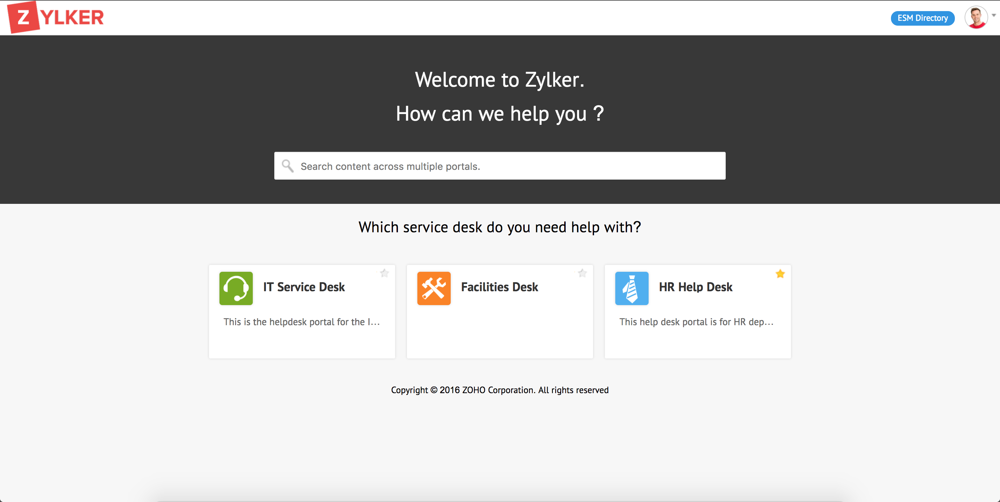 ZYLKER
ESM Directory
Welcome to Zylker.
How can we help you ?
Search content across multiple portals.
Which service desk do you need help with?
IT Service Desk
This is the helpdesk portal for the I...
Facilities Desk
HR Help Desk
This help desk portal is for HR dep...
Copyright © 2016 ZOHO Corporation. All rights reserved